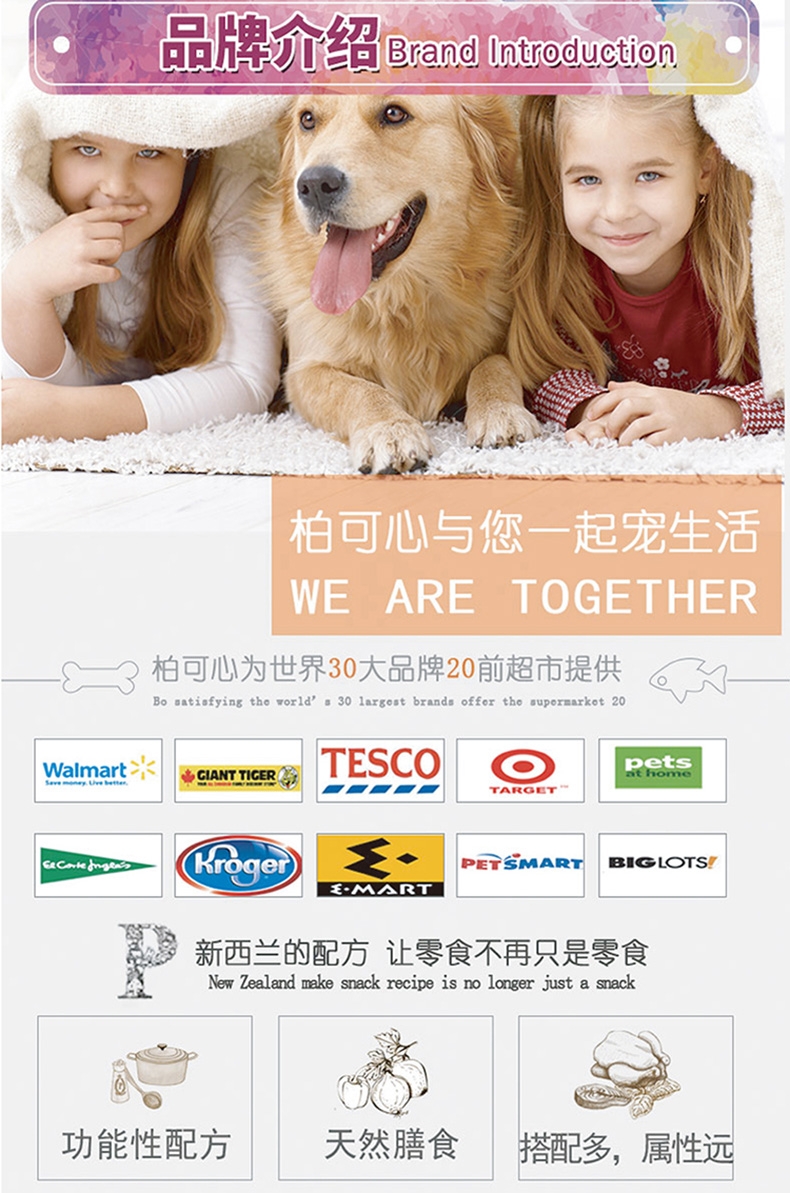 品牌介绍 Brand Introduction
柏可心与您一起宠生活
WE ARE TOGETHER
柏可心为世界30大品牌20前超市提供
Bo satisfying the world's 30 largest brands offer the supermarket 20
Walmart
Save money. Live better.
GIANT TIGER
TESCO
TARGET
pets
at home
El Corte Inglés
Kroger
E·MART
PETSMART
BIGLOTS!
P
新西兰的配方 让零食不再只是零食
New Zealand make snack recipe is no longer just a snack
功能性配方
天然膳食
搭配多，属性远